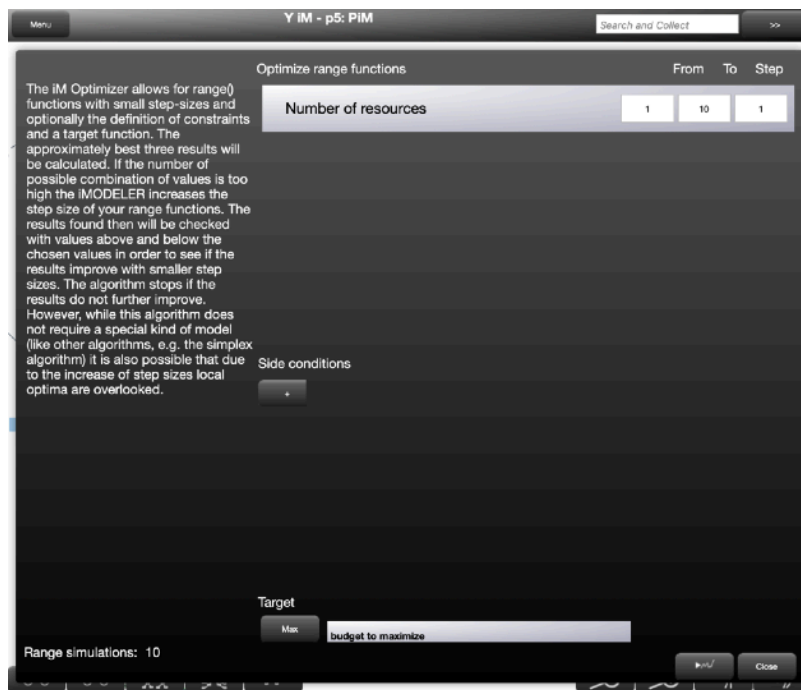 Menu
Y iM - p5: PiM
Search and Collect
>>
Optimize range functions
From To Step
Number of resources
1 10 1
The iM Optimizer allows for range()
functions with small step-sizes and
optionally the definition of constraints
and a target function. The
approximately best three results will
be calculated. If the number of
possible combination of values is too
high the iMODELER increases the
step size of your range functions. The
results found then will be checked
with values above and below the
chosen values in order to see if the
results improve with smaller step
sizes. The algorithm stops if the
results do not further improve.
However, while this algorithm does
not require a special kind of model
(like other algorithms, e.g. the simplex
algorithm) it is also possible that due
to the increase of step sizes local
optima are overlooked.
Side conditions
+
Target
Max
budget to maximize
Range simulations: 10
Close